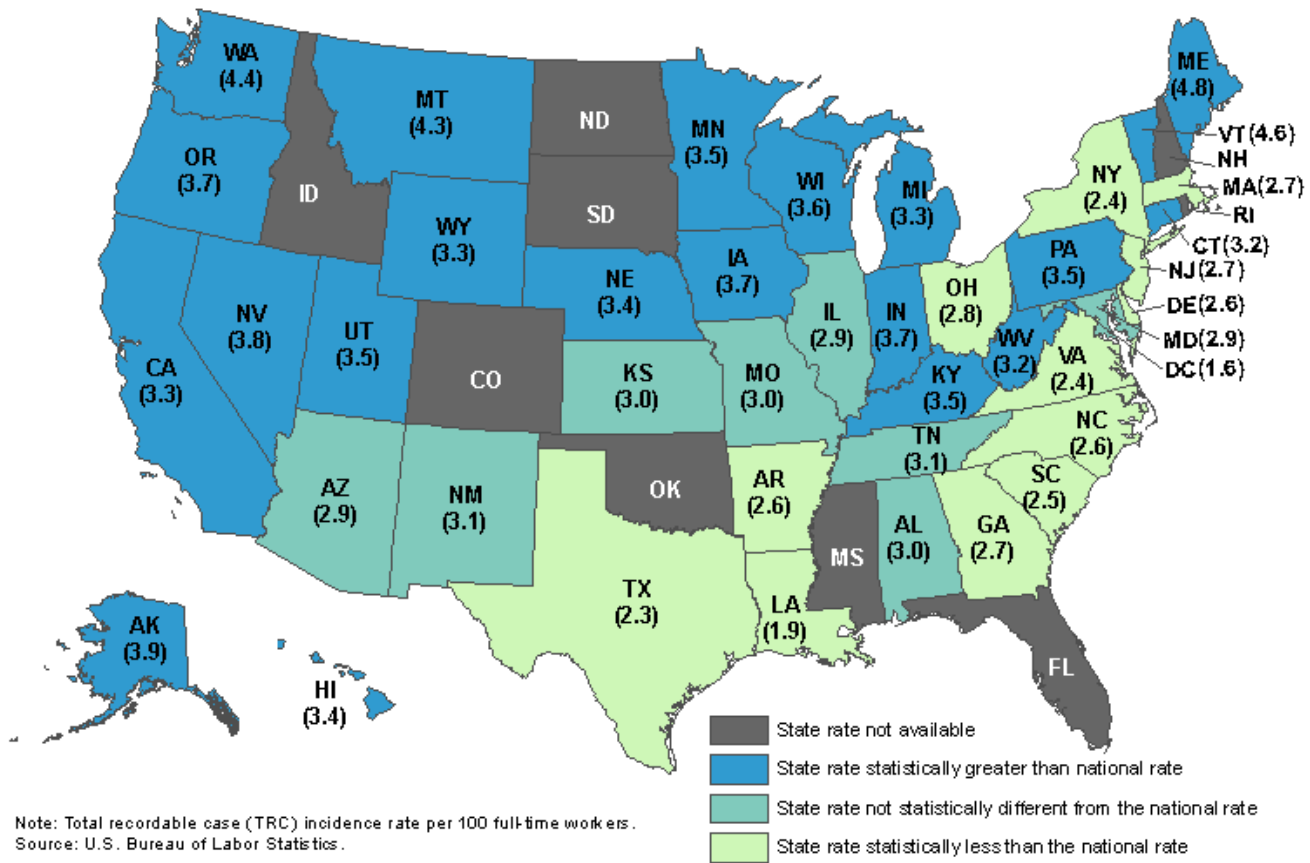 WA
(4.4)
MT
(4.3)
ND
MN
(3.5)
ME
(4.8)
VT(4.6)
NH
MA(2.7)
RI
CT(3.2)
NJ(2.7)
DE(2.6)
MD(2.9)
DC(1.6)
OR
(3.7)
ID
WY
(3.3)
SD
WI
(3.6)
MI
(3.3)
NY
(2.4)
PA
(3.5)
NV
(3.8)
UT
(3.5)
NE
(3.4)
IA
(3.7)
IL
(2.9)
IN
(3.7)
OH
(2.8)
WV
(3.2)
VA
(2.4)
CA
(3.3)
CO
KS
(3.0)
MO
(3.0)
KY
(3.5)
TN
(3.1)
NC
(2.6)
SC
(2.5)
AZ
(2.9)
NM
(3.1)
OK
AR
(2.6)
MS
AL
(3.0)
GA
(2.7)
TX
(2.3)
LA
(1.9)
FL
AK
(3.9)
HI
(3.4)
State rate not available
State rate statistically greater than national rate
State rate not statistically different from the national rate
State rate statistically less than the national rate
Note: Total recordable case (TRC) incidence rate per 100 full-time workers.
Source: U.S. Bureau of Labor Statistics.